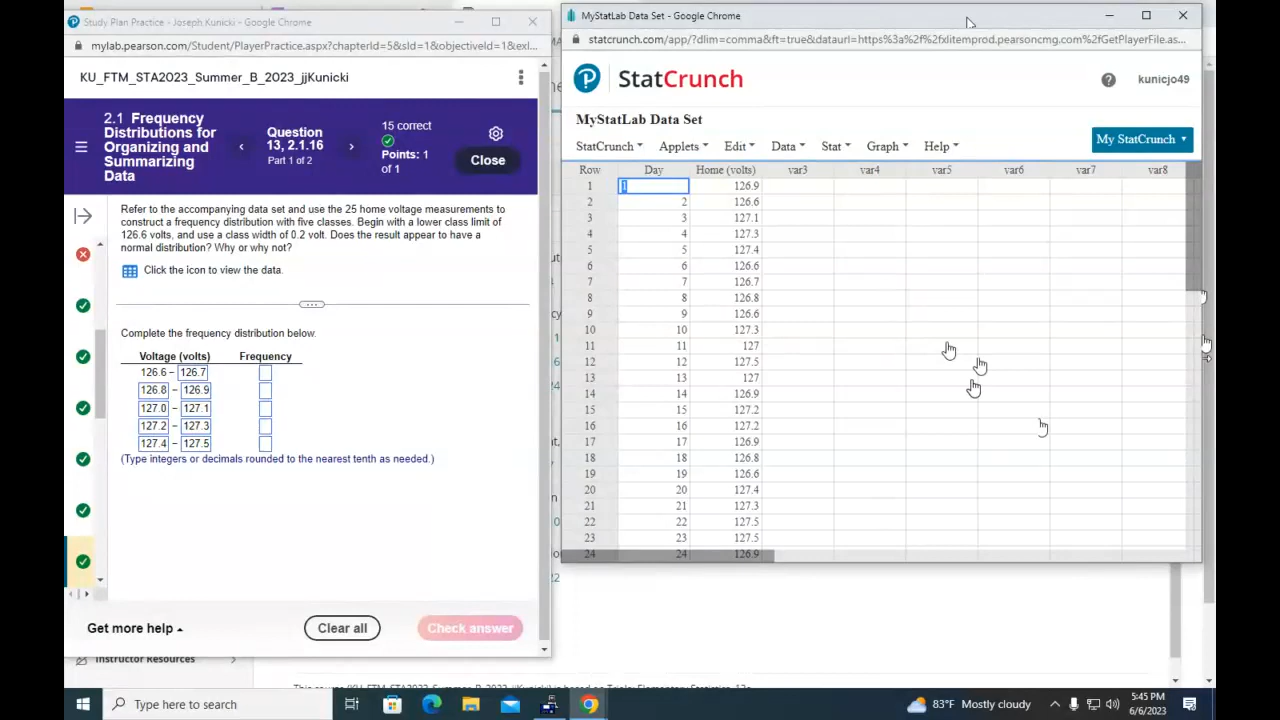 Study Plan Practice - Joseph Kunicki - Google Chrome
mylab.pearson.com/Student/PlayerPractice.aspx?chapterId=5&sId=1&objectiveId=1&exl...
KU_FTM_STA2023_Summer_B_2023_jjKunicki
2.1 Frequency
Distributions for
Organizing and
Summarizing
Data
Question
13, 2.1.16
Part 1 of 2
15 correct
Points: 1
of 1
Close
Refer to the accompanying data set and use the 25 home voltage measurements to
construct a frequency distribution with five classes. Begin with a lower class limit of
126.6 volts, and use a class width of 0.2 volt. Does the result appear to have a
normal distribution? Why or why not?
Click the icon to view the data.
Complete the frequency distribution below.
Voltage (volts) Frequency
126.6 – 126.7
126.8 – 126.9
127.0 – 127.1
127.2 – 127.3
127.4 – 127.5
(Type integers or decimals rounded to the nearest tenth as needed.)
Get more help
Clear all
Check answer
Instructor Resources
MyStatLab Data Set - Google Chrome
statcrunch.com/app/?dlim=comma&ft=true&dataurl=https%3a%2f%2fxlitemprod.pearsoncmg.com%2fGetPlayerFile.as...
StatCrunch
kunicjo49
MyStatLab Data Set
StatCrunch Applets Edit Data Stat Graph Help
My StatCrunch
Row Day Home (volts) var3 var4 var5 var6 var7 var8
1 1 126.9
2 2 126.6
3 3 127.1
4 4 127.3
5 5 127.4
6 6 126.6
7 7 126.7
8 8 126.8
9 9 126.6
10 10 127.3
11 11 127
12 12 127.5
13 13 127
14 14 126.9
15 15 127.2
16 16 127.2
17 17 126.9
18 18 126.8
19 19 126.6
20 20 127.4
21 21 127.3
22 22 127.5
23 23 127.5
24 24 126.9
Type here to search
83°F Mostly cloudy
5:45 PM
6/6/2023